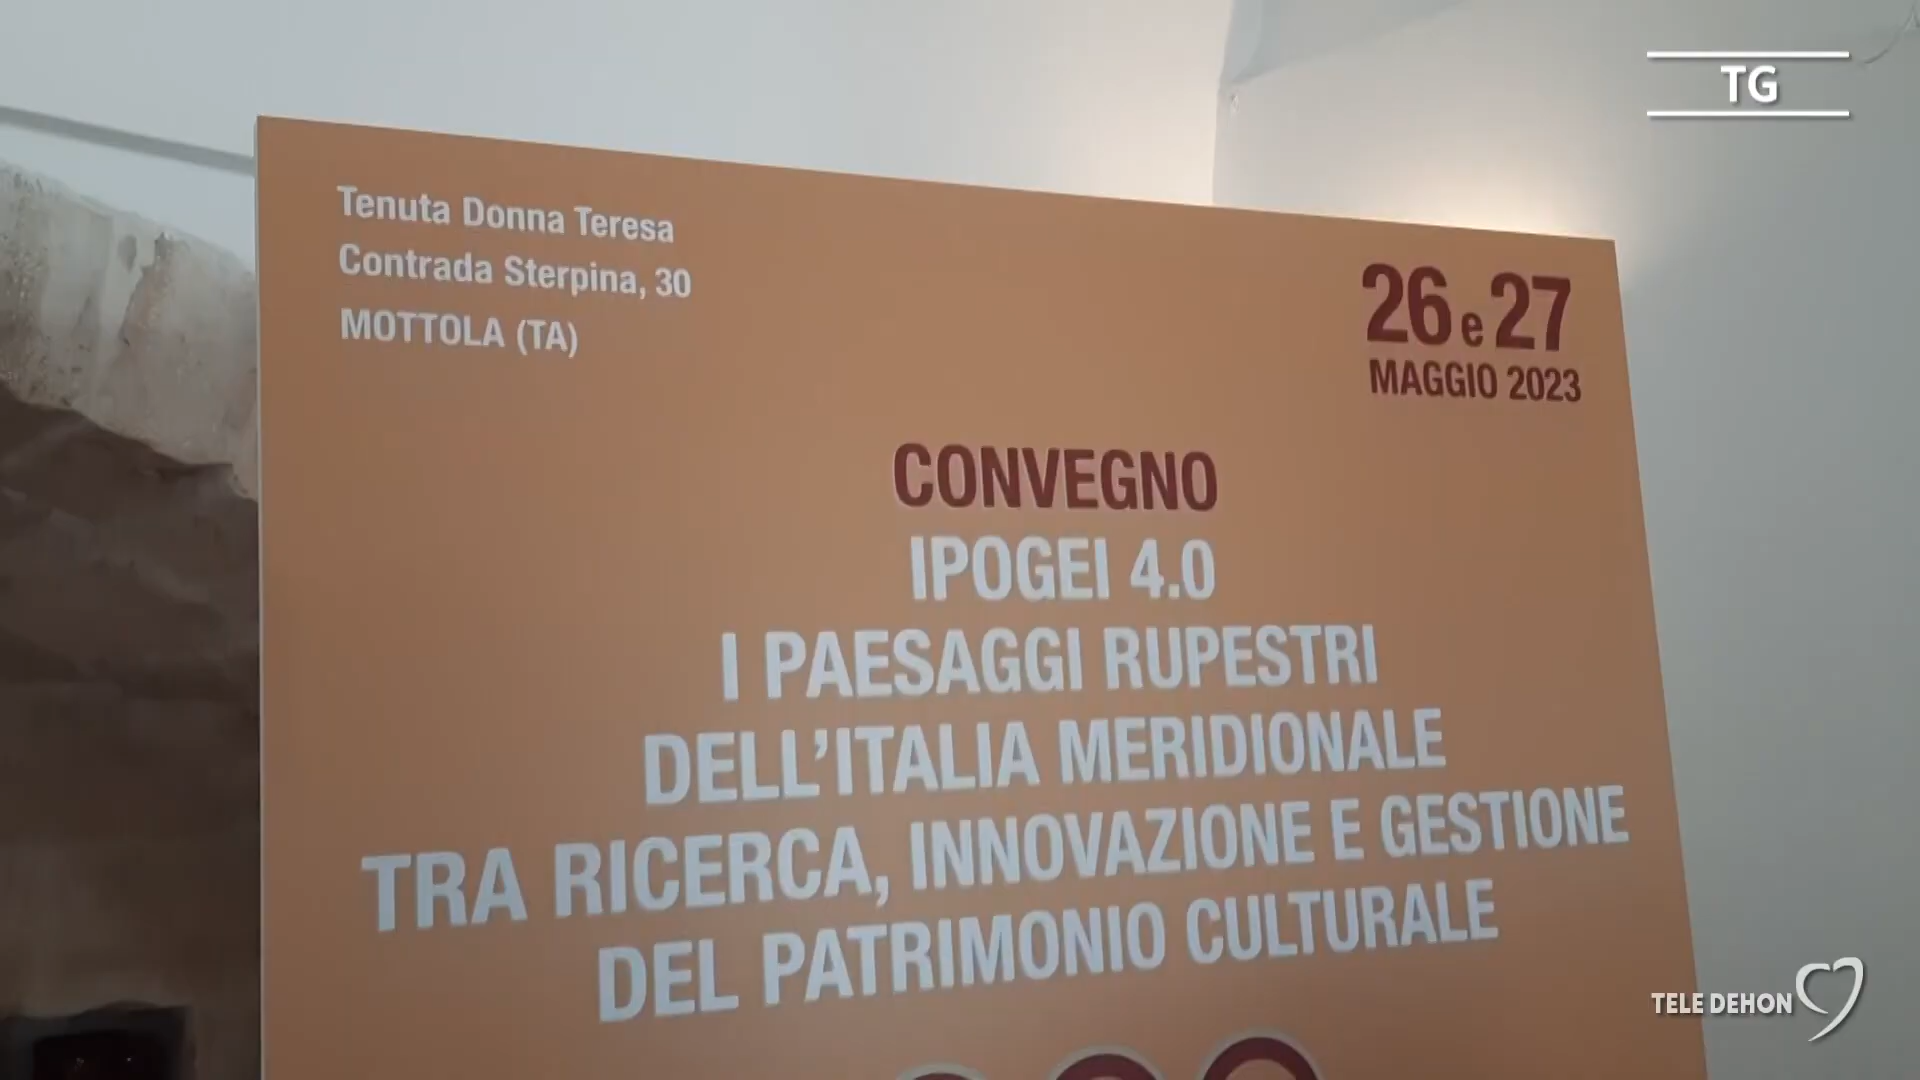 TG
Tenuta Donna Teresa
Contrada Sterpina, 30
MOTTOLA (TA)
26 e 27
MAGGIO 2023
CONVEGNO
IPOGEI 4.0
I PAESAGGI RUPESTRI
DELL'ITALIA MERIDIONALE
TRA RICERCA, INNOVAZIONE E GESTIONE
DEL PATRIMONIO CULTURALE
TELE DEHON